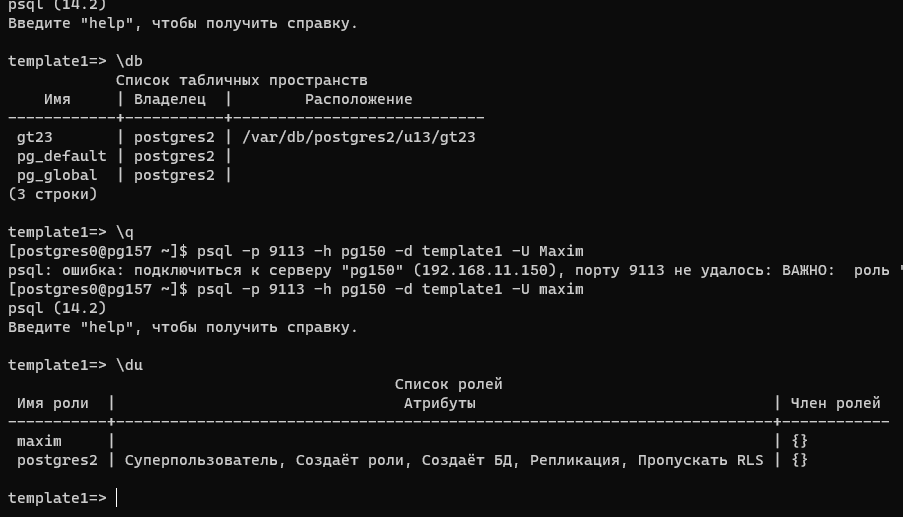 psql (14.2)
Введите "help", чтобы получить справку.
template1=> \db
Список табличных пространств
Имя | Владелец | Расположение
------------+-----------+----------------------------
gt23 | postgres2 | /var/db/postgres2/u13/gt23
pg_default | postgres2 |
pg_global | postgres2 |
(3 строки)
template1=> \q
[postgres0@pg157 ~]$ psql -p 9113 -h pg150 -d template1 -U Maxim
psql: ошибка: подключиться к серверу "pg150" (192.168.11.150), порту 9113 не удалось: ВАЖНО:  роль "
[postgres0@pg157 ~]$ psql -p 9113 -h pg150 -d template1 -U maxim
psql (14.2)
Введите "help", чтобы получить справку.
template1=> \du
Список ролей
Имя роли | Атрибуты | Член ролей
-----------+-------------------------------------------------------------------------+------------
maxim | | {}
postgres2 | Суперпользователь, Создаёт роли, Создаёт БД, Репликация, Пропускать RLS | {}
template1=>